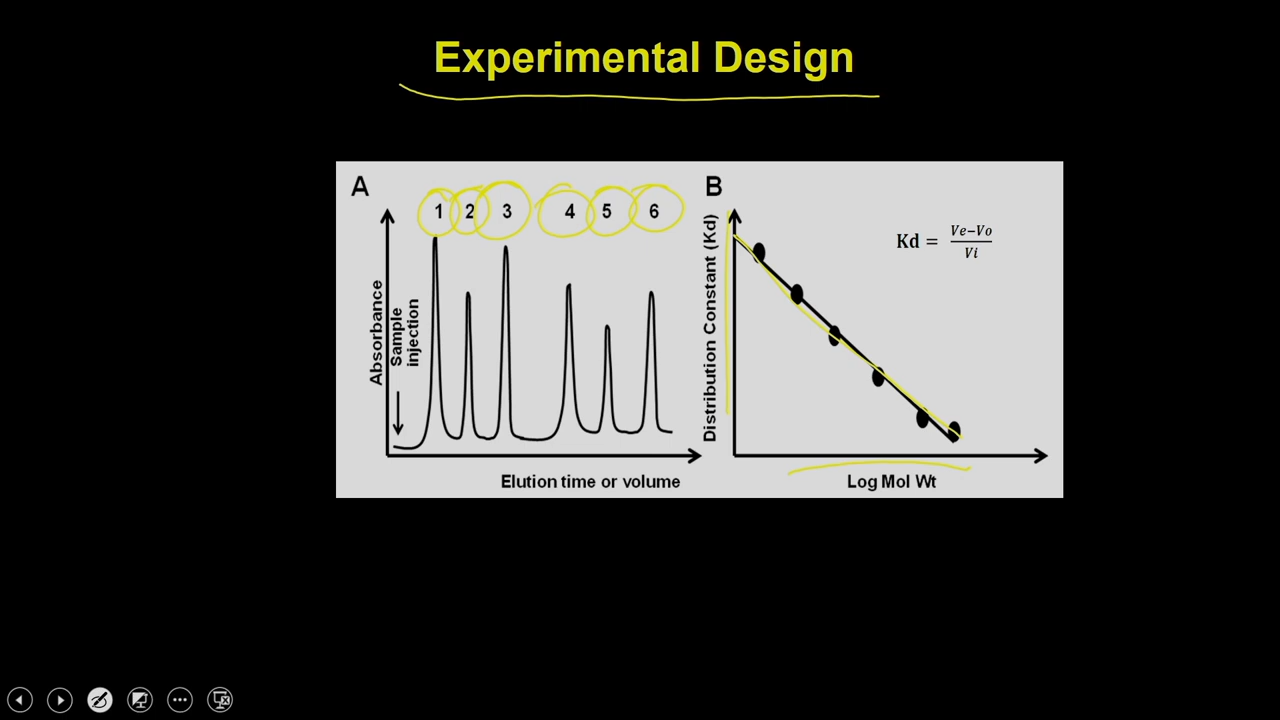 Experimental Design
A
1 2 3 4 5 6
Absorbance
Sample
injection
Elution time or volume
B
Distribution Constant (Kd)
Kd = Ve−Vo
Vi
Log Mol Wt